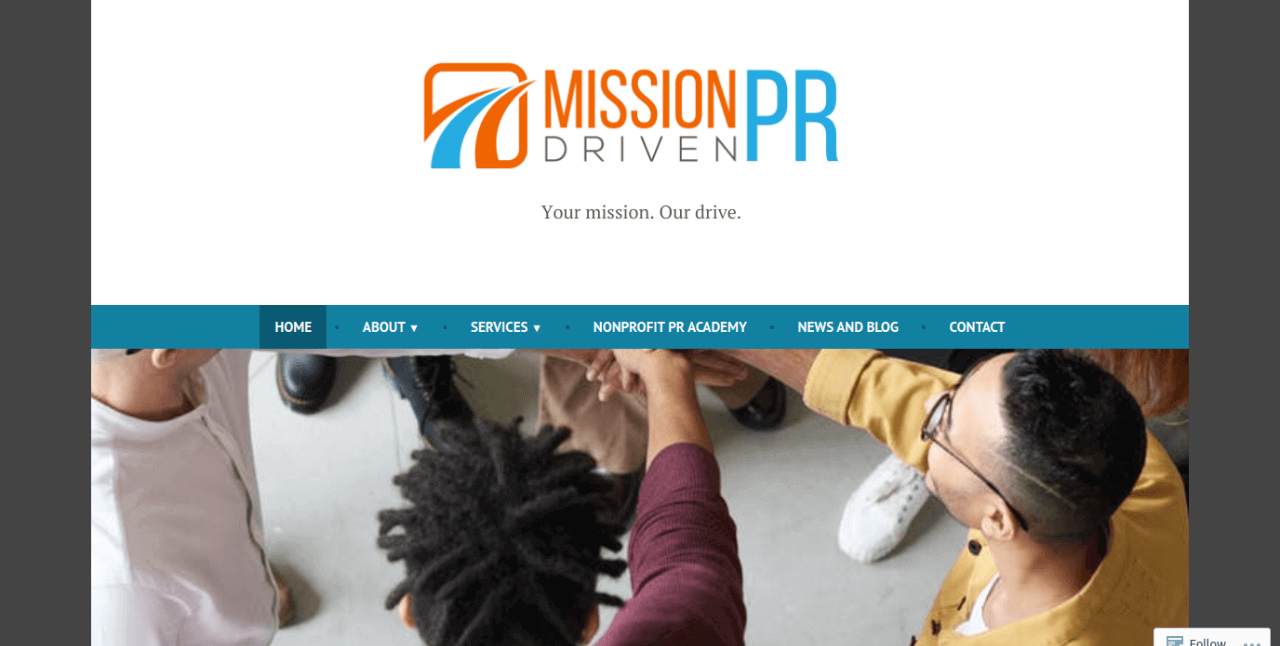 MISSION PR
DRIVEN
Your mission. Our drive.
HOME • ABOUT ▼ • SERVICES ▼ • NONPROFIT PR ACADEMY • NEWS AND BLOG • CONTACT
Follow